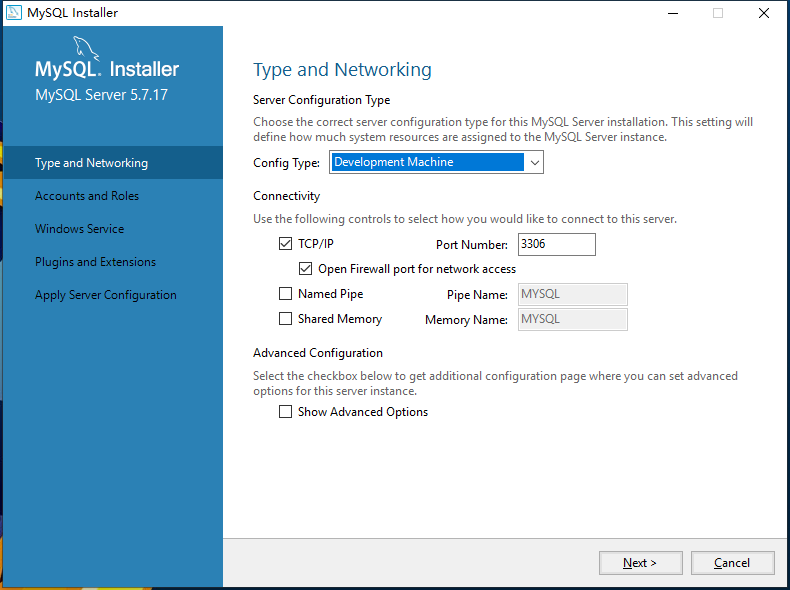 MySQL Installer
MySQL. Installer
MySQL Server 5.7.17
Type and Networking
Accounts and Roles
Windows Service
Plugins and Extensions
Apply Server Configuration
Type and Networking
Server Configuration Type
Choose the correct server configuration type for this MySQL Server installation. This setting will
define how much system resources are assigned to the MySQL Server instance.
Config Type: Development Machine
Connectivity
Use the following controls to select how you would like to connect to this server.
TCP/IP Port Number: 3306
Open Firewall port for network access
Named Pipe Pipe Name: MYSQL
Shared Memory Memory Name: MYSQL
Advanced Configuration
Select the checkbox below to get additional configuration page where you can set advanced
options for this server instance.
Show Advanced Options
Next > Cancel